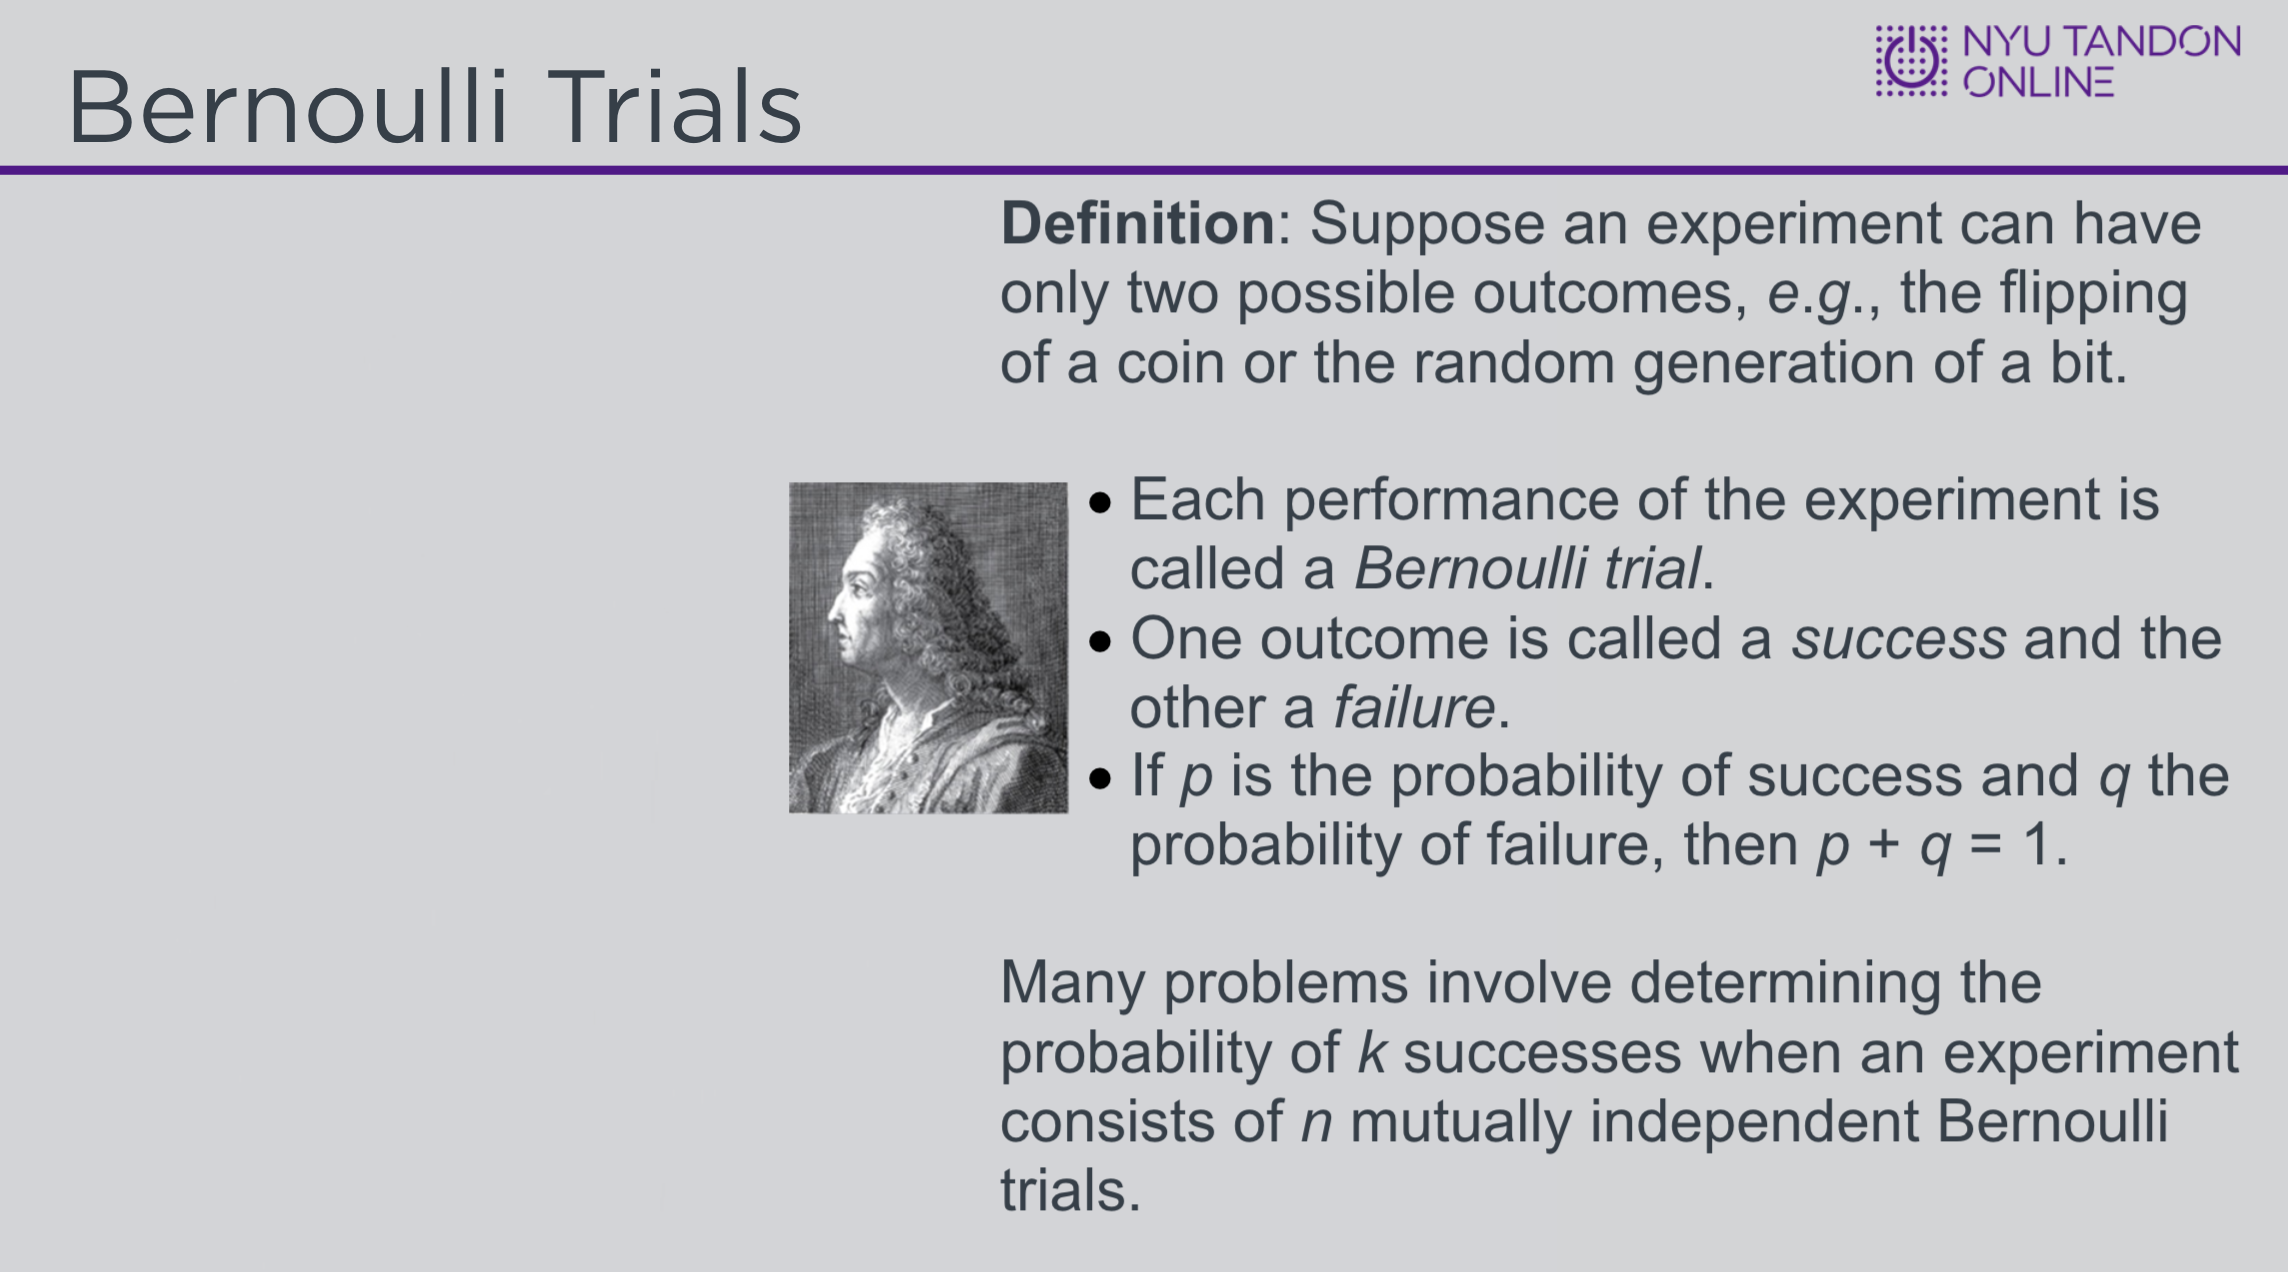 NYU TANDON
ONLINE
Bernoulli Trials
Definition: Suppose an experiment can have
only two possible outcomes, e.g., the flipping
of a coin or the random generation of a bit.
• Each performance of the experiment is
called a Bernoulli trial.
• One outcome is called a success and the
other a failure.
• If p is the probability of success and q the
probability of failure, then p + q = 1.
Many problems involve determining the
probability of k successes when an experiment
consists of n mutually independent Bernoulli
trials.